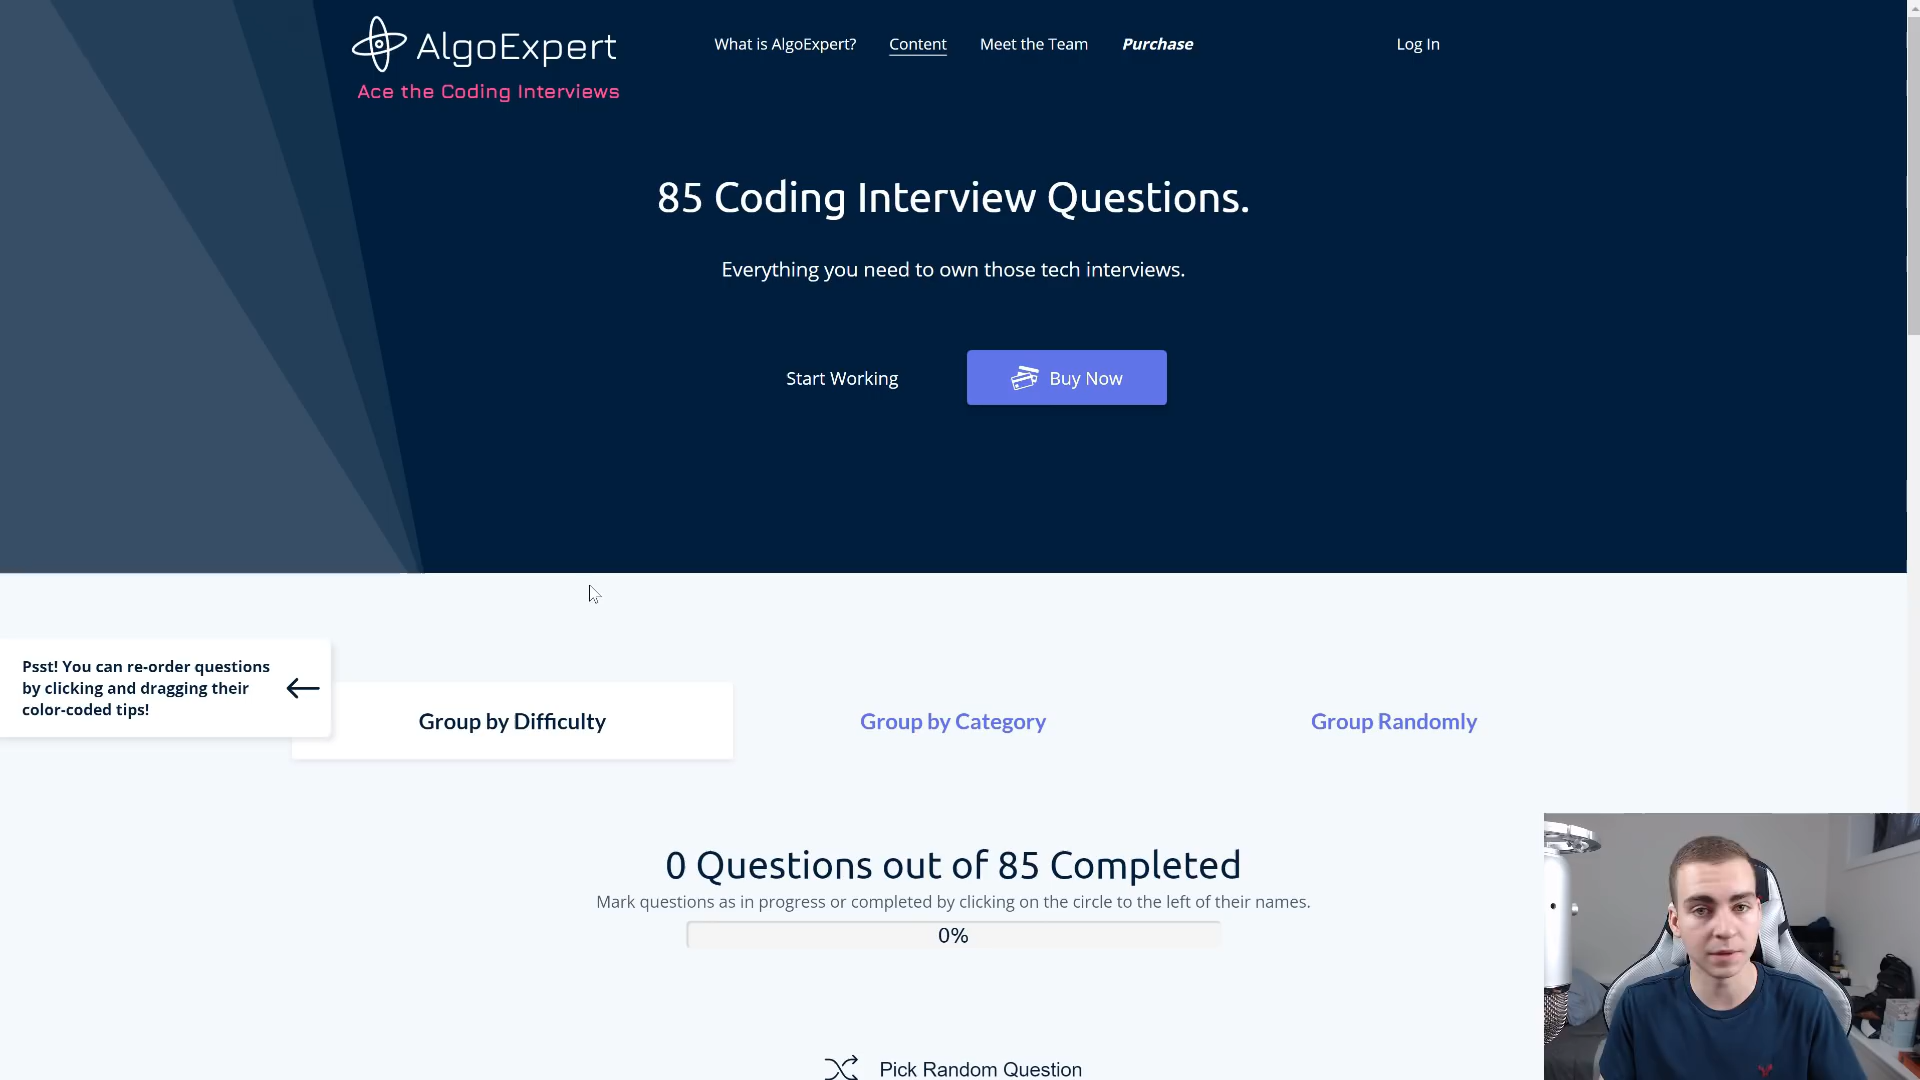 AlgoExpert
Ace the Coding Interviews
What is AlgoExpert?
Content
Meet the Team
Purchase
Log In
85 Coding Interview Questions.
Everything you need to own those tech interviews.
Start Working
Buy Now
Psst! You can re-order questions
by clicking and dragging their
color-coded tips!
Group by Difficulty
Group by Category
Group Randomly
0 Questions out of 85 Completed
Mark questions as in progress or completed by clicking on the circle to the left of their names.
0%
Pick Random Question